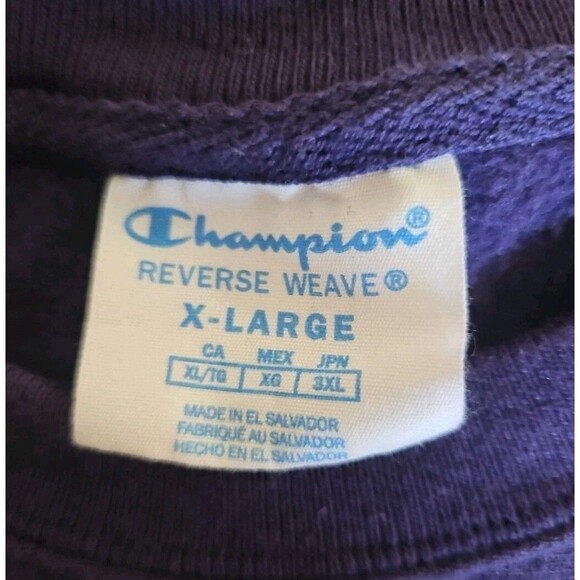 Champion®
REVERSE WEAVE®
X-LARGE
CA MEX JPN
XL/TG XG 3XL
MADE IN EL SALVADOR
FABRIQUÉ AU SALVADOR
HECHO EN EL SALVADOR